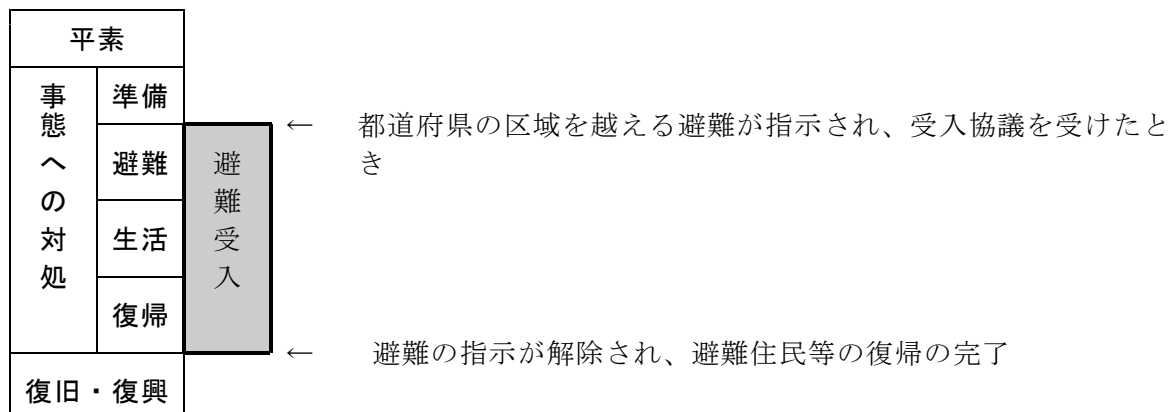 平素
事態への対処
準備
避難
生活
復帰
避難受入
← 都道府県の区域を越える避難が指示され、受入協議を受けたと
き
← 避難の指示が解除され、避難住民等の復帰の完了
復旧・復興